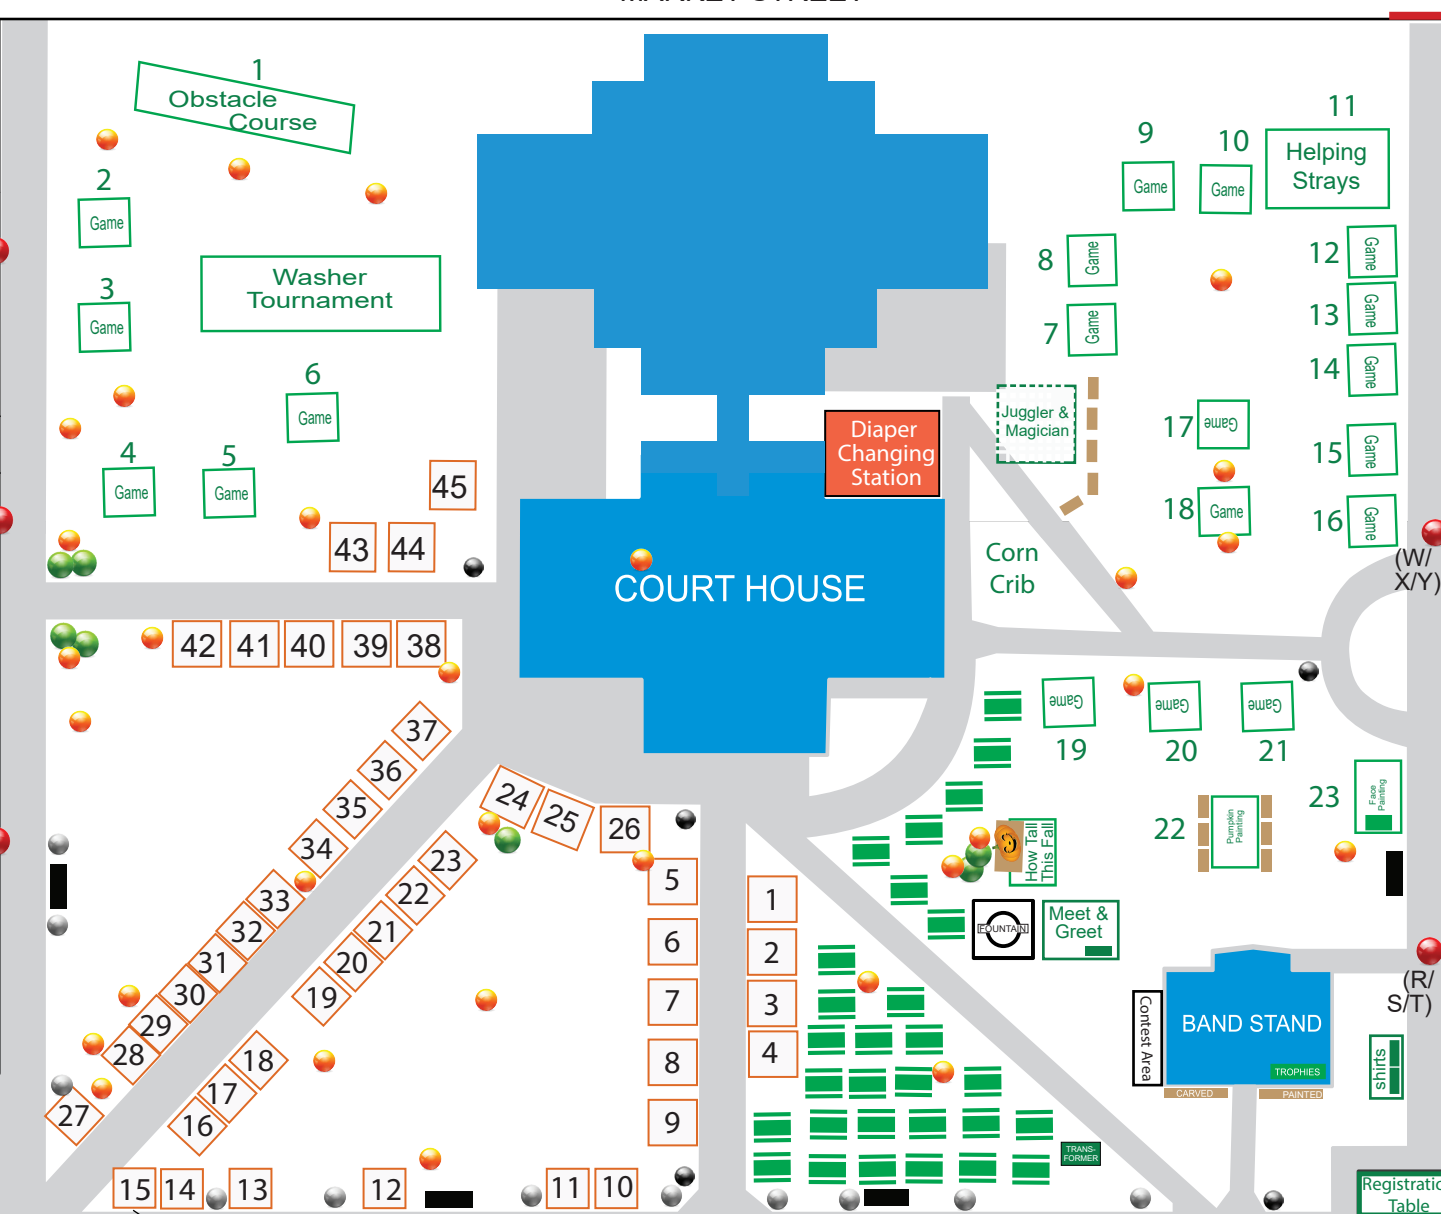 1
Obstacle
Course
2
Game
3
Game
Washer
Tournament
6
Game
4
Game
5
Game
45
43
44
9
Game
10
Game
11
Helping
Strays
8
Game
7
Game
12
Game
13
Game
14
Game
15
Game
16
Game
17
Game
18
Game
Juggler &
Magician
Diaper
Changing
Station
COURT HOUSE
Corn
Crib
(W/
X/Y)
42
41
40
39
38
37
36
35
34
33
32
31
30
29
28
27
24
25
26
23
22
21
20
19
18
17
16
15
14
13
12
11
10
5
6
7
8
9
1
2
3
4
Game
19
Game
20
Game
21
22
Pumpkin
Painting
23
Face
Painting
How Tall
This Fall
FOUNTAIN
Meet &
Greet
Contest Area
BAND STAND
TROPHIES
CARVED
PAINTED
(R/
S/T)
shirts
TRANS-
FORMER
Table